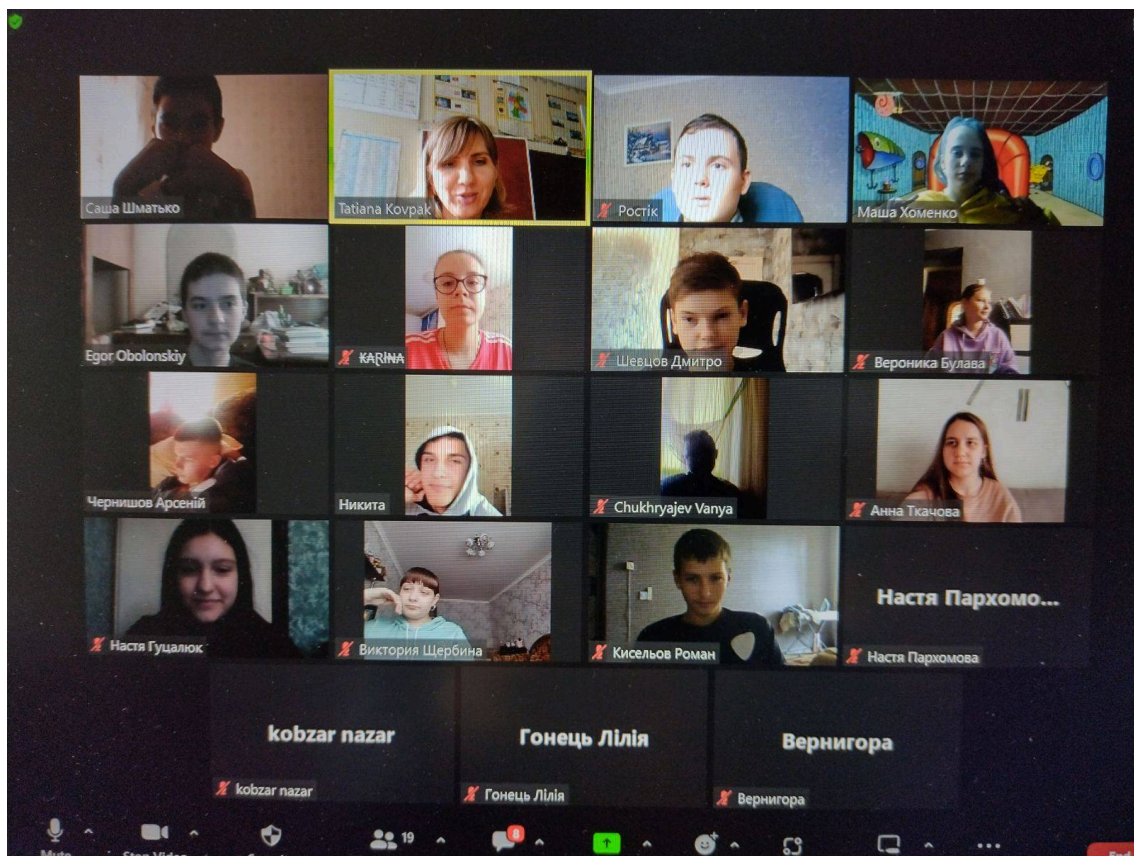 Саша Шматько
Tatiana Kovpak
Ростік
Маша Хоменко
Egor Obolonskiy
KARINA
Шевцов Дмитро
Вероника Булава
Чернишов Арсеній
Никита
Chukhryajev Vanya
Анна Ткачова
Настя Гуцалюк
Виктория Щербина
Кисельов Роман
Настя Пархомо...
Настя Пархомова
kobzar nazar
kobzar nazar
Гонець Лілія
Гонець Лілія
Вернигора
Вернигора
19
8
Mute
Stop Video
End